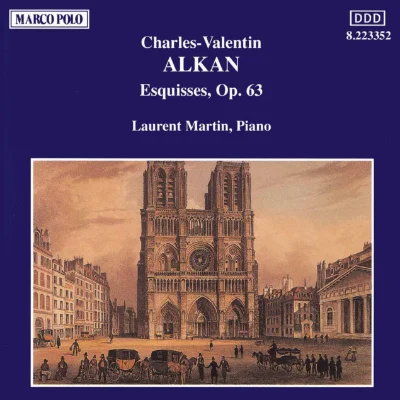 MARCO POLO
DDD
8.223352
Charles-Valentin
ALKAN
Esquisses, Op. 63
Laurent Martin, Piano